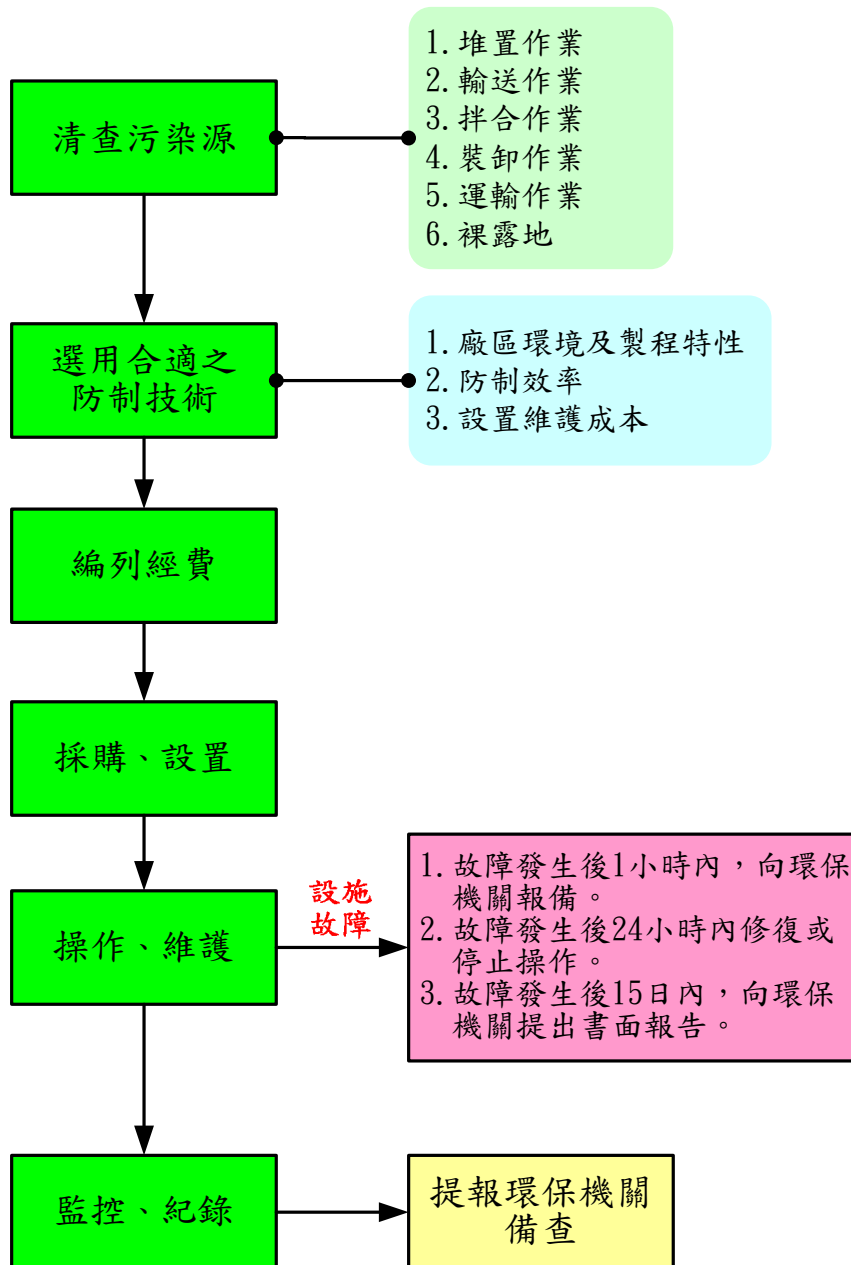 清查污染源
1.堆置作業
2.輸送作業
3.拌合作業
4.裝卸作業
5.運輸作業
6.裸露地
選用合適之
防制技術
1.廠區環境及製程特性
2.防制效率
3.設置維護成本
編列經費
採購、設置
操作、維護
設施
故障
1.故障發生後1小時內，向環保
機關報備。
2.故障發生後24小時內修復或
停止操作。
3.故障發生後15日內，向環保
機關提出書面報告。
監控、紀錄
提報環保機關
備查